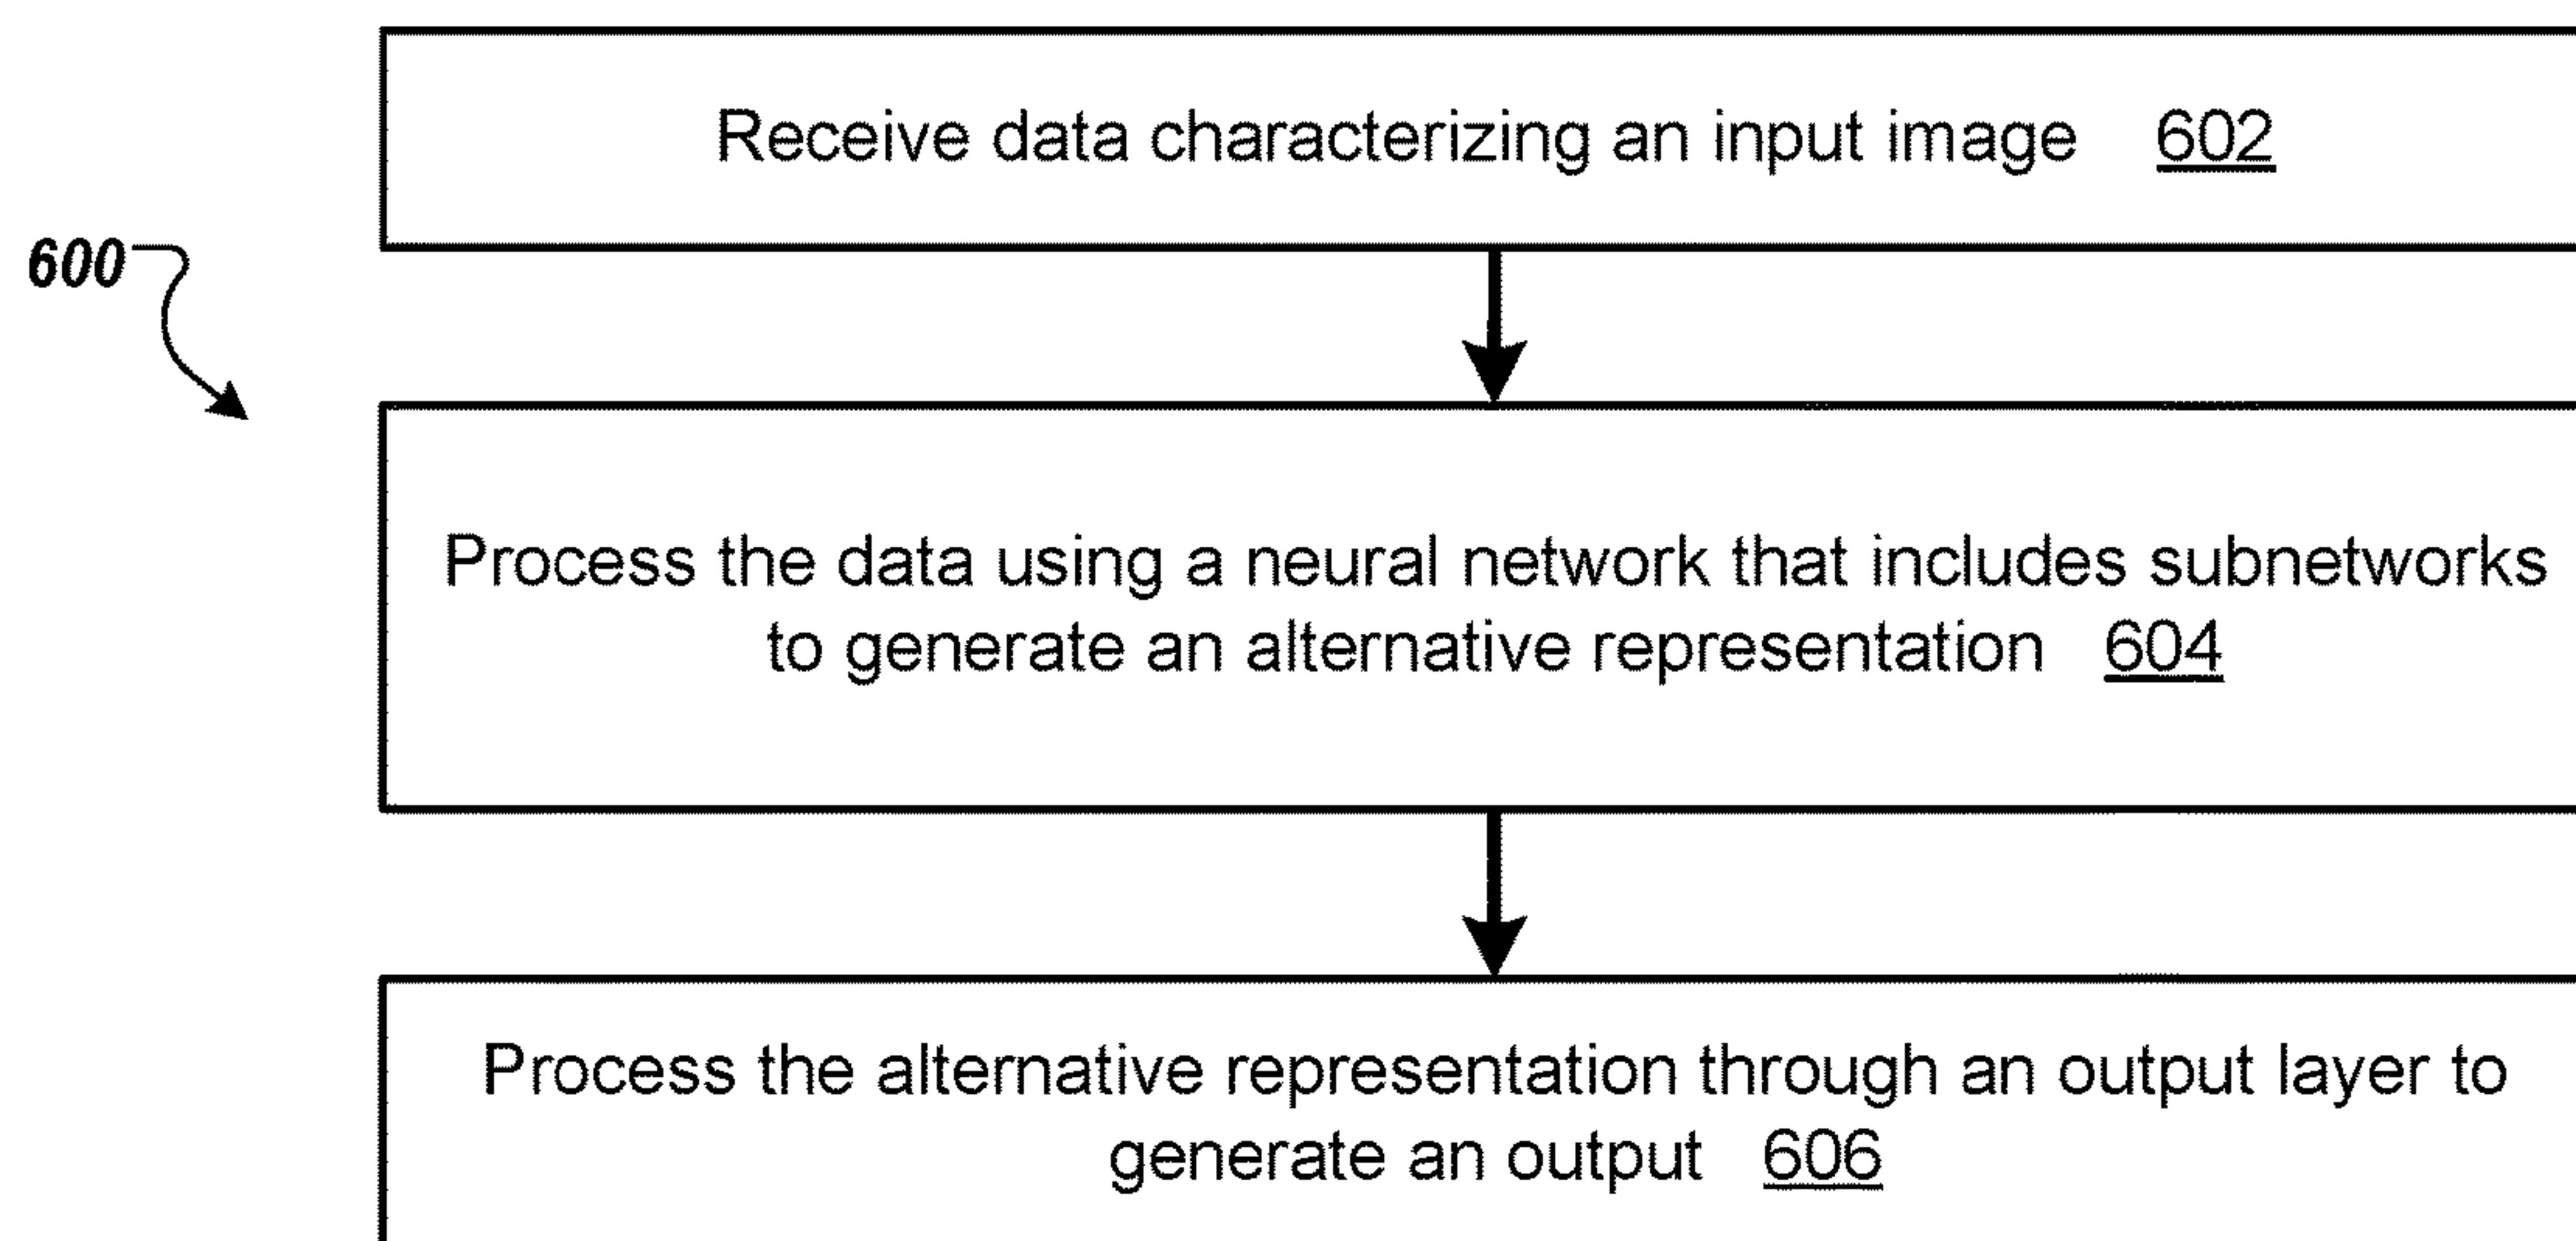 Receive data characterizing an input image 602
600
Process the data using a neural network that includes subnetworks
to generate an alternative representation 604
Process the alternative representation through an output layer to
generate an output 606